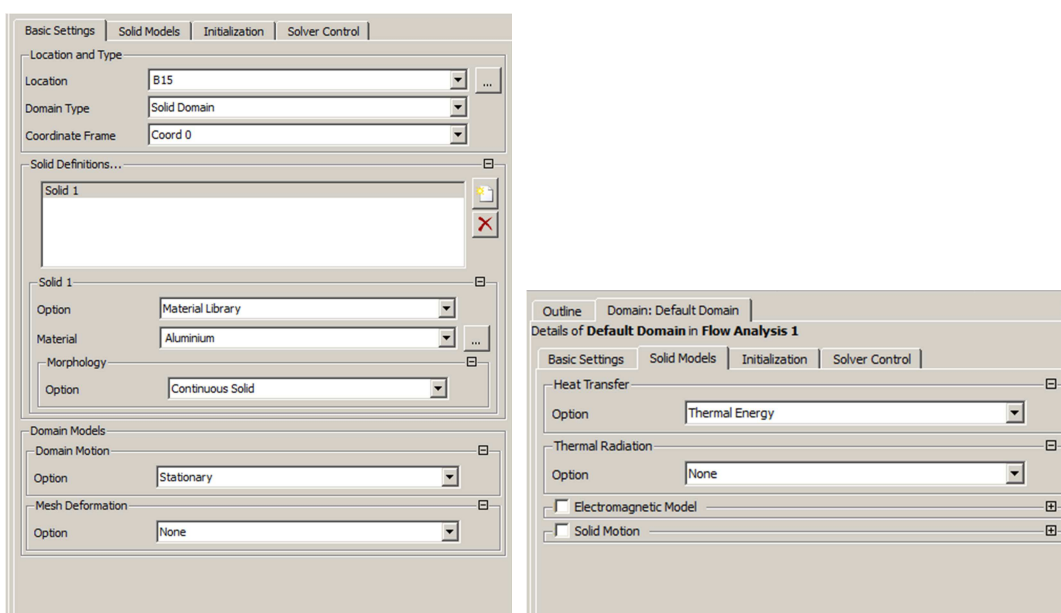 Basic Settings Solid Models Initialization Solver Control
Location and Type
Location B15 ...
Domain Type Solid Domain
Coordinate Frame Coord 0
Solid Definitions...
Solid 1
Solid 1
Option Material Library
Material Aluminium ...
Morphology
Option Continuous Solid
Domain Models
Domain Motion
Option Stationary
Mesh Deformation
Option None
Outline Domain: Default Domain
Details of Default Domain in Flow Analysis 1
Basic Settings Solid Models Initialization Solver Control
Heat Transfer
Option Thermal Energy
Thermal Radiation
Option None
Electromagnetic Model
Solid Motion